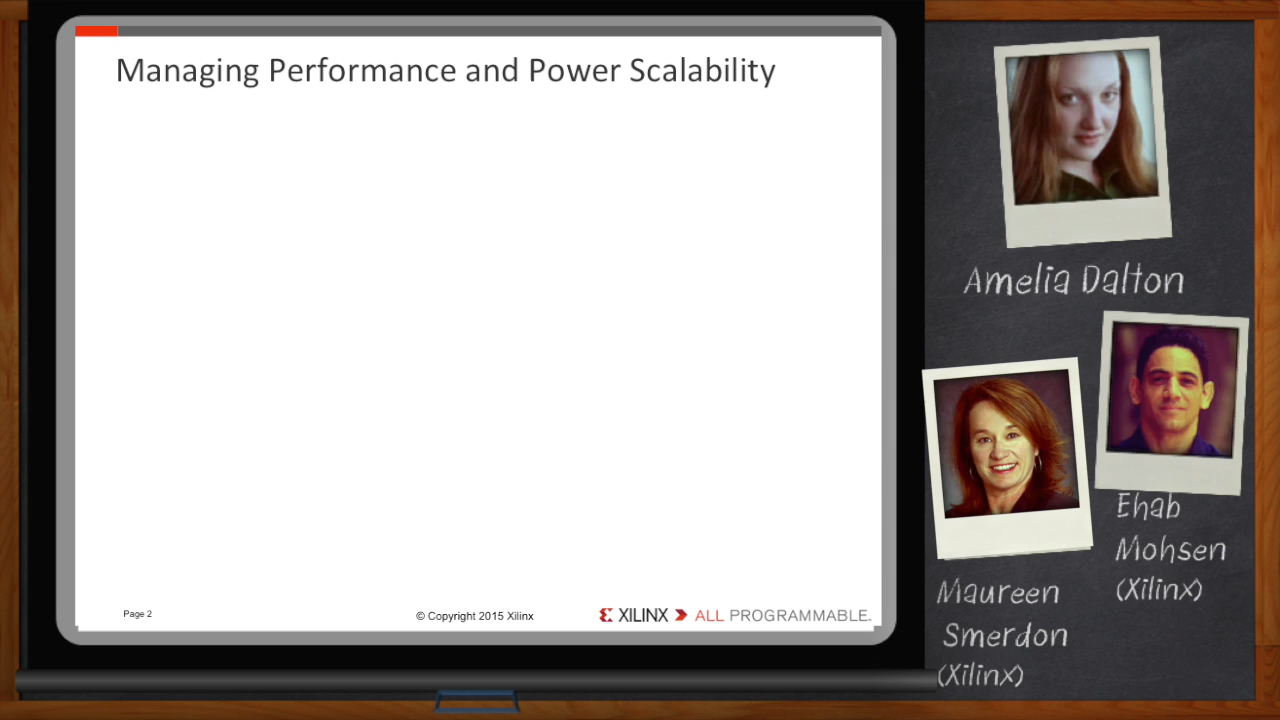 Managing Performance and Power Scalability
Page 2
© Copyright 2015 Xilinx
XILINX ALL PROGRAMMABLE.
Amelia Dalton
Ehab
Mohsen
(Xilinx)
Maureen
Smerdon
(Xilinx)